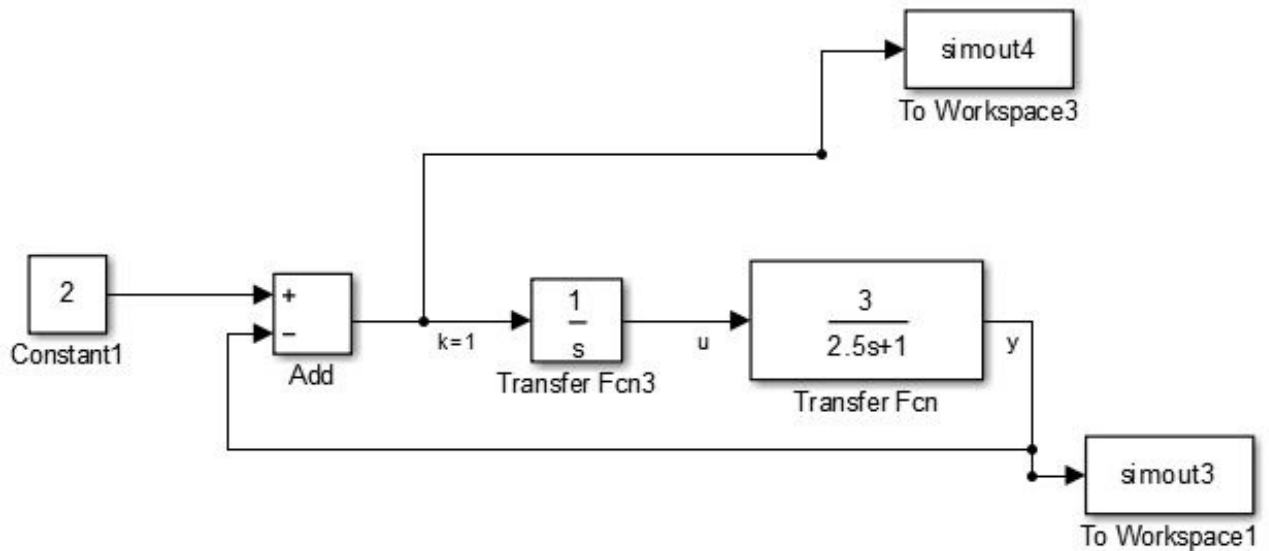 simout4
To Workspace3
2
Constant1
+
−
Add
k=1
1
s
Transfer Fcn3
u
3
2.5s+1
Transfer Fcn
y
simout3
To Workspace1